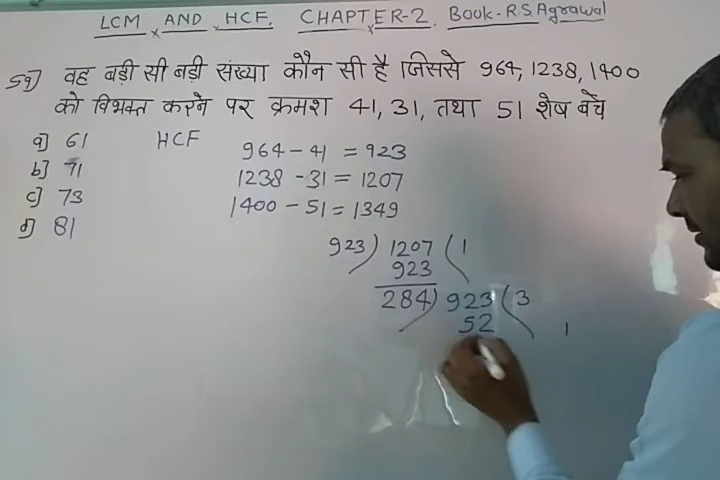 LCM AND HCF. CHAPTER-2. Book-R.S Agrawal
59) वह बड़ी सी बड़ी संख्या कौन सी है जिससे 964, 1238, 1400
को विभक्त करने पर क्रमश 41, 31, तथा 51 शेष बचे
a) 61
b) 71
c) 73
d) 81
HCF
964 - 41 = 923
1238 - 31 = 1207
1400 - 51 = 1349
923) 1207 (1
923
284) 923 (3
52
1